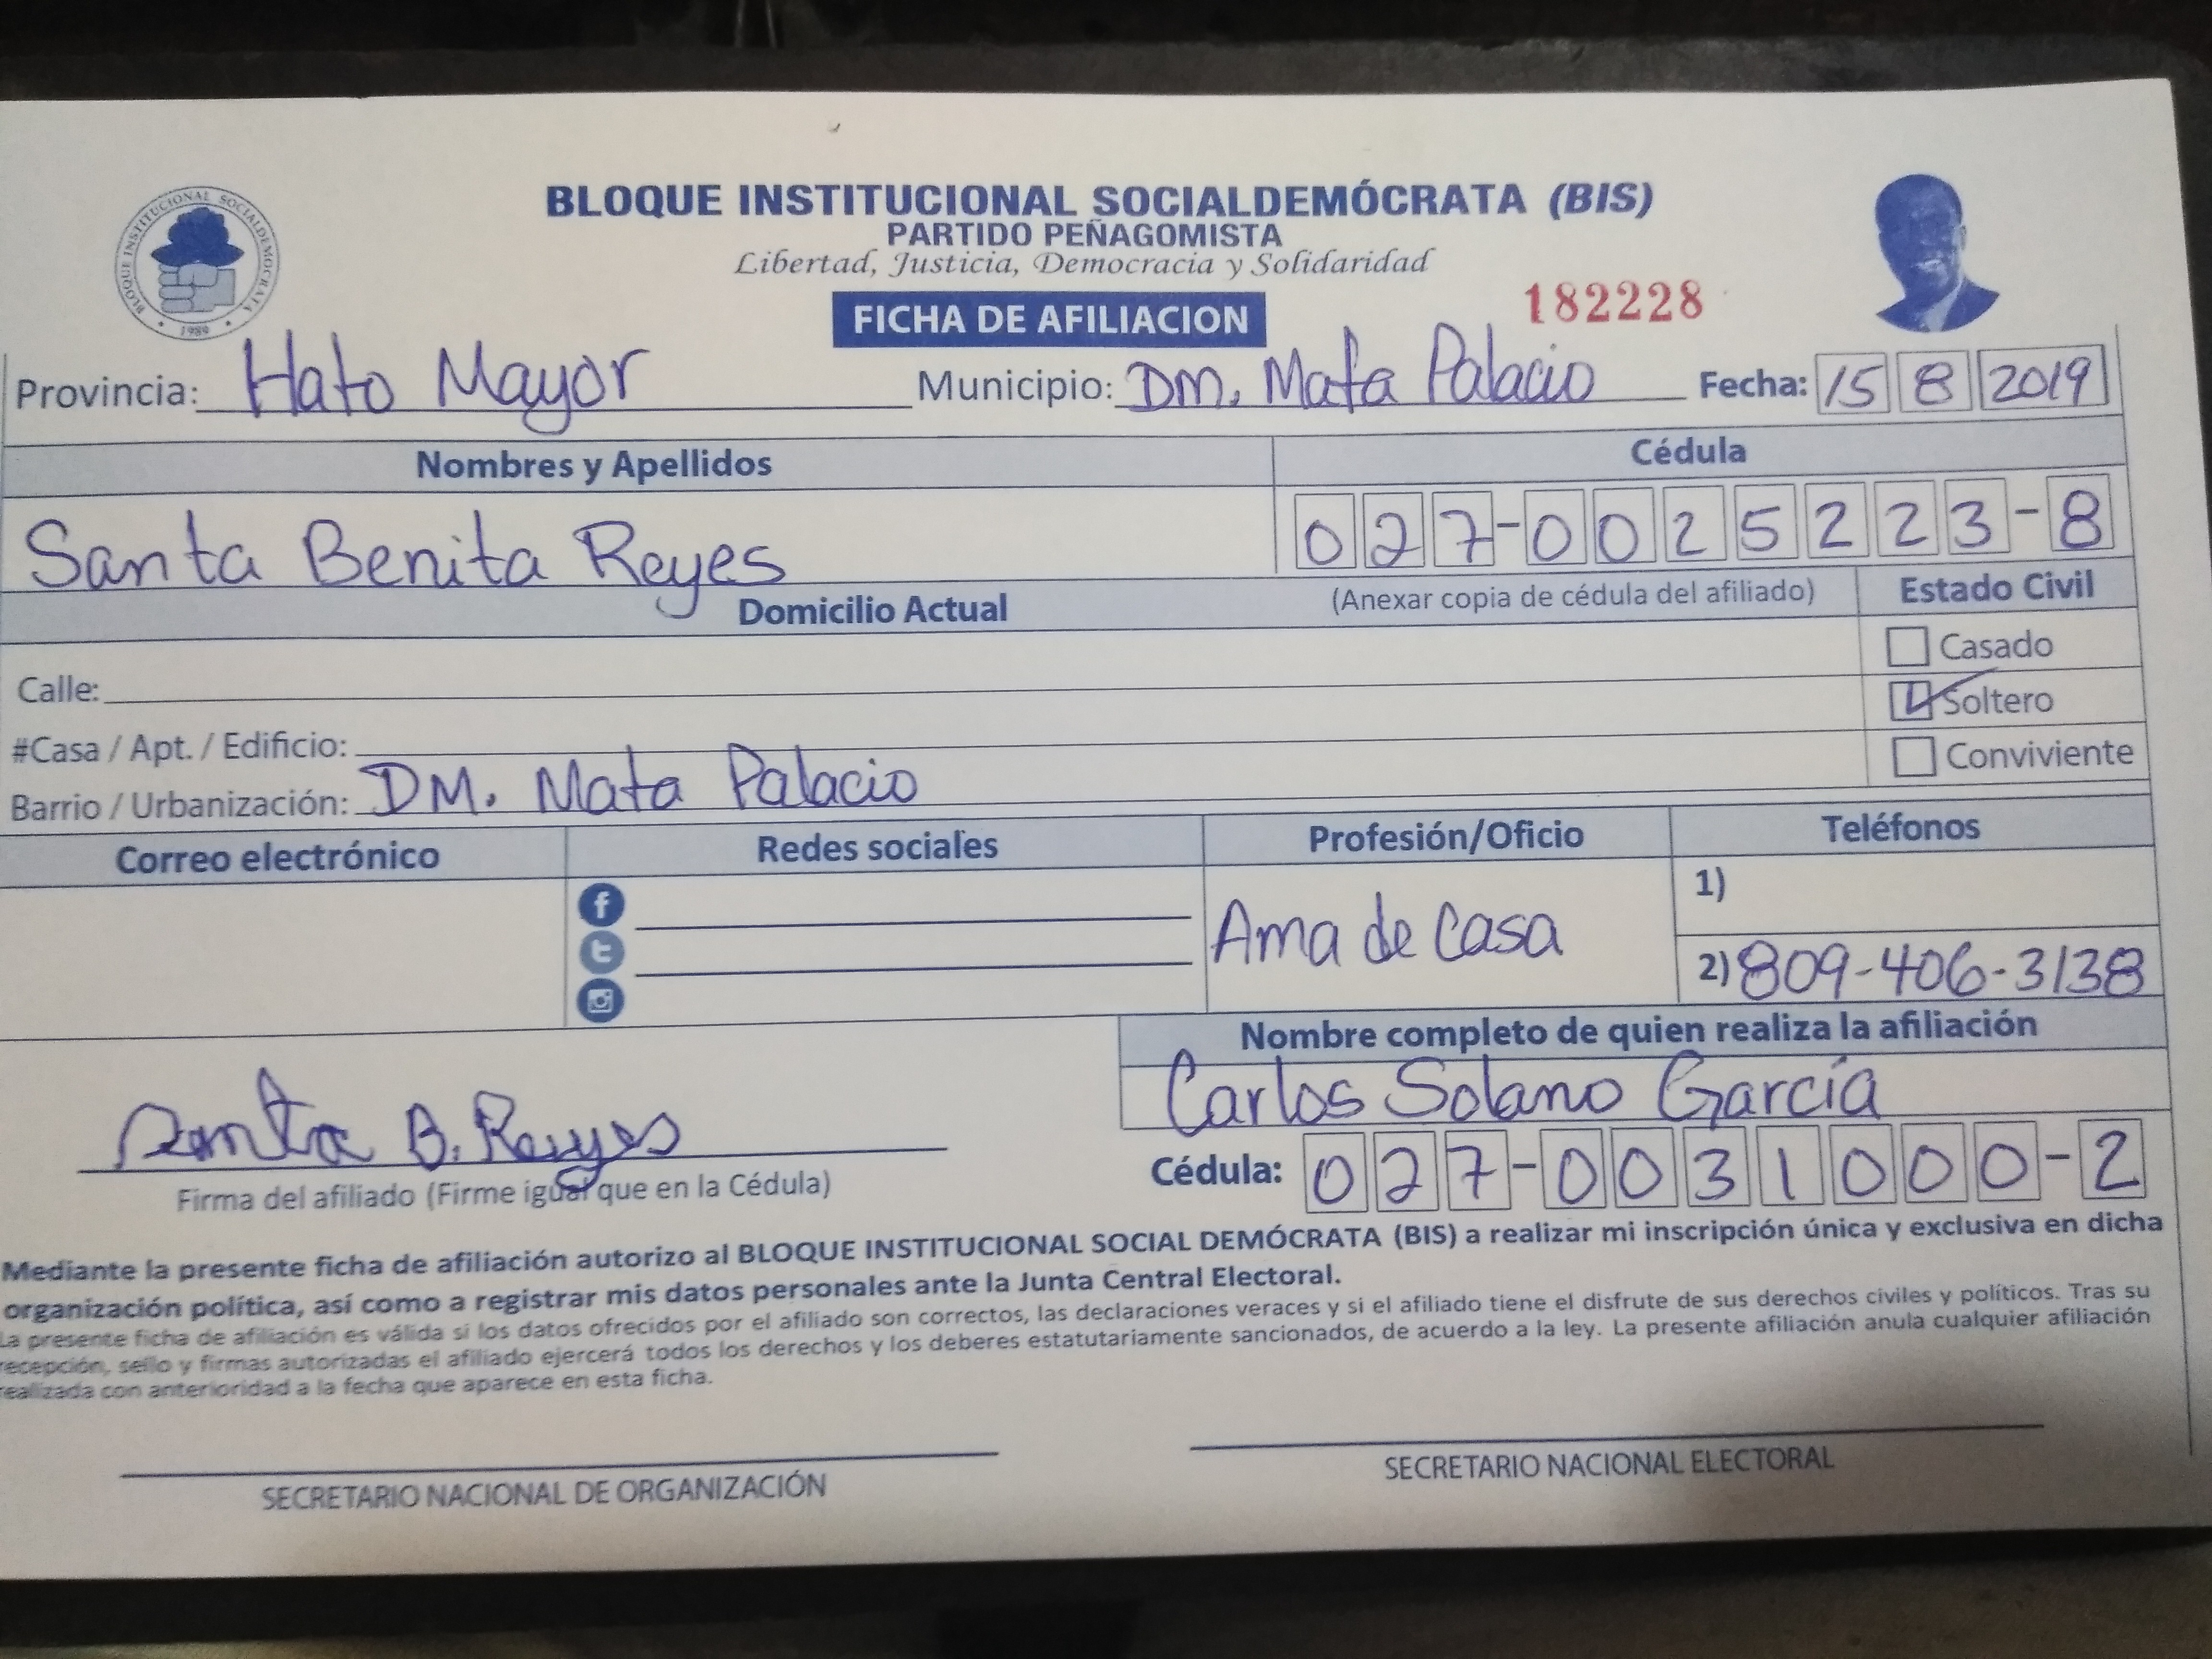 BLOQUE INSTITUCIONAL SOCIALDEMÓCRATA
1989
BLOQUE INSTITUCIONAL SOCIALDEMÓCRATA (BIS)
PARTIDO PEÑAGOMISTA
Libertad, Justicia, Democracia y Solidaridad
FICHA DE AFILIACION
182228
Provincia: Hato Mayor Municipio: DM. Mata Palacio Fecha: 15 8 2019
Nombres y Apellidos Cédula
Santa Benita Reyes 027-0025223-8
Domicilio Actual (Anexar copia de cédula del afiliado) Estado Civil
Casado
Calle: Soltero
#Casa / Apt. / Edificio: Conviviente
Barrio / Urbanización: DM. Mata Palacio
Correo electrónico Redes sociales Profesión/Oficio Teléfonos
1)
Ama de Casa
2) 809-406-3138
Nombre completo de quien realiza la afiliación
Carlos Solano García
Santa B. Reyes
Cédula: 027-0031000-2
Firma del afiliado (Firme igual que en la Cédula)
Mediante la presente ficha de afiliación autorizo al BLOQUE INSTITUCIONAL SOCIAL DEMÓCRATA (BIS) a realizar mi inscripción única y exclusiva en dicha
organización política, así como a registrar mis datos personales ante la Junta Central Electoral.
La presente ficha de afiliación es válida si los datos ofrecidos por el afiliado son correctos, las declaraciones veraces y si el afiliado tiene el disfrute de sus derechos civiles y políticos. Tras su
recepción, sello y firmas autorizadas el afiliado ejercerá todos los derechos y los deberes estatutariamente sancionados, de acuerdo a la ley. La presente afiliación anula cualquier afiliación
realizada con anterioridad a la fecha que aparece en esta ficha.
SECRETARIO NACIONAL DE ORGANIZACIÓN SECRETARIO NACIONAL ELECTORAL